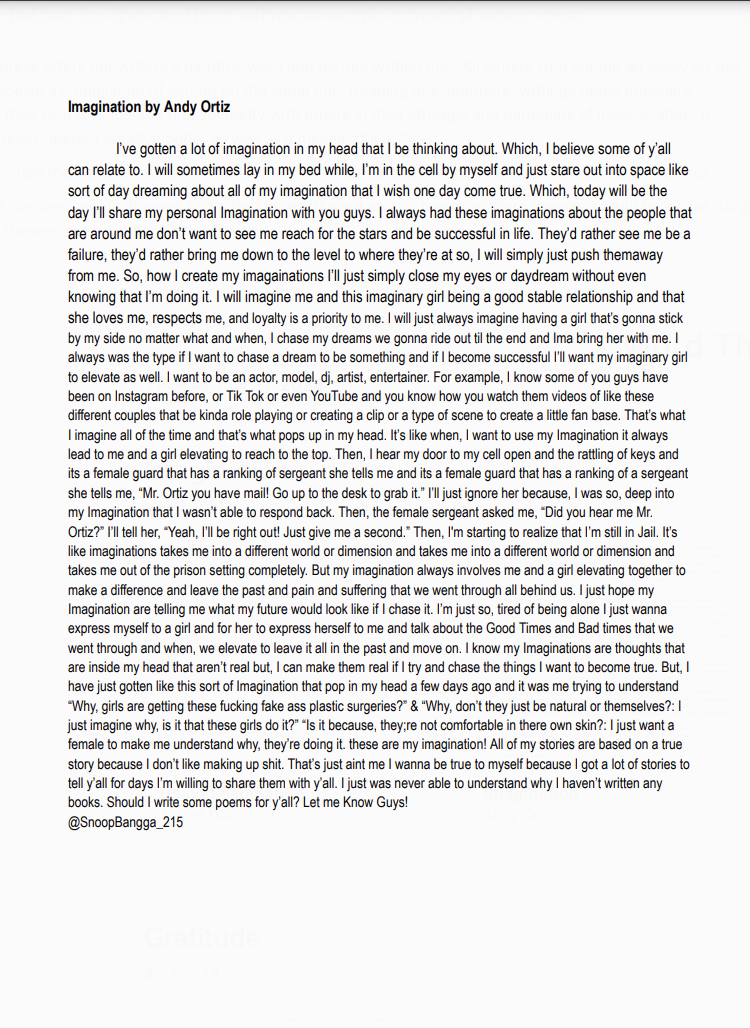 Imagination by Andy Ortiz
I’ve gotten a lot of imagination in my head that I be thinking about. Which, I believe some of y’all
can relate to. I will sometimes lay in my bed while, I’m in the cell by myself and just stare out into space like
sort of day dreaming about all of my imagination that I wish one day come true. Which, today will be the
day I’ll share my personal Imagination with you guys. I always had these imaginations about the people that
are around me don’t want to see me reach for the stars and be successful in life. They’d rather see me be a
failure, they’d rather bring me down to the level to where they’re at so, I will simply just push themaway
from me. So, how I create my imagainations I’ll just simply close my eyes or daydream without even
knowing that I’m doing it. I will imagine me and this imaginary girl being a good stable relationship and that
she loves me, respects me, and loyalty is a priority to me. I will just always imagine having a girl that’s gonna stick
by my side no matter what and when, I chase my dreams we gonna ride out til the end and Ima bring her with me. I
always was the type if I want to chase a dream to be something and if I become successful I’ll want my imaginary girl
to elevate as well. I want to be an actor, model, dj, artist, entertainer. For example, I know some of you guys have
been on Instagram before, or Tik Tok or even YouTube and you know how you watch them videos of like these
different couples that be kinda role playing or creating a clip or a type of scene to create a little fan base. That’s what
I imagine all of the time and that’s what pops up in my head. It’s like when, I want to use my Imagination it always
lead to me and a girl elevating to reach to the top. Then, I hear my door to my cell open and the rattling of keys and
its a female guard that has a ranking of sergeant she tells me and its a female guard that has a ranking of a sergeant
she tells me, “Mr. Ortiz you have mail! Go up to the desk to grab it.” I’ll just ignore her because, I was so, deep into
my Imagination that I wasn’t able to respond back. Then, the female sergeant asked me, “Did you hear me Mr.
Ortiz?” I’ll tell her, “Yeah, I’ll be right out! Just give me a second.” Then, I'm starting to realize that I’m still in Jail. It’s
like imaginations takes me into a different world or dimension and takes me into a different world or dimension and
takes me out of the prison setting completely. But my imagination always involves me and a girl elevating together to
make a difference and leave the past and pain and suffering that we went through all behind us. I just hope my
Imagination are telling me what my future would look like if I chase it. I’m just so, tired of being alone I just wanna
express myself to a girl and for her to express herself to me and talk about the Good Times and Bad times that we
went through and when, we elevate to leave it all in the past and move on. I know my Imaginations are thoughts that
are inside my head that aren’t real but, I can make them real if I try and chase the things I want to become true. But, I
have just gotten like this sort of Imagination that pop in my head a few days ago and it was me trying to understand
“Why, girls are getting these fucking fake ass plastic surgeries?” & “Why, don’t they just be natural or themselves?: I
just imagine why, is it that these girls do it?” “Is it because, they;re not comfortable in there own skin?: I just want a
female to make me understand why, they’re doing it. these are my imagination! All of my stories are based on a true
story because I don’t like making up shit. That’s just aint me I wanna be true to myself because I got a lot of stories to
tell y’all for days I’m willing to share them with y’all. I just was never able to understand why I haven’t written any
books. Should I write some poems for y’all? Let me Know Guys!
@SnoopBangga_215
Gratitude